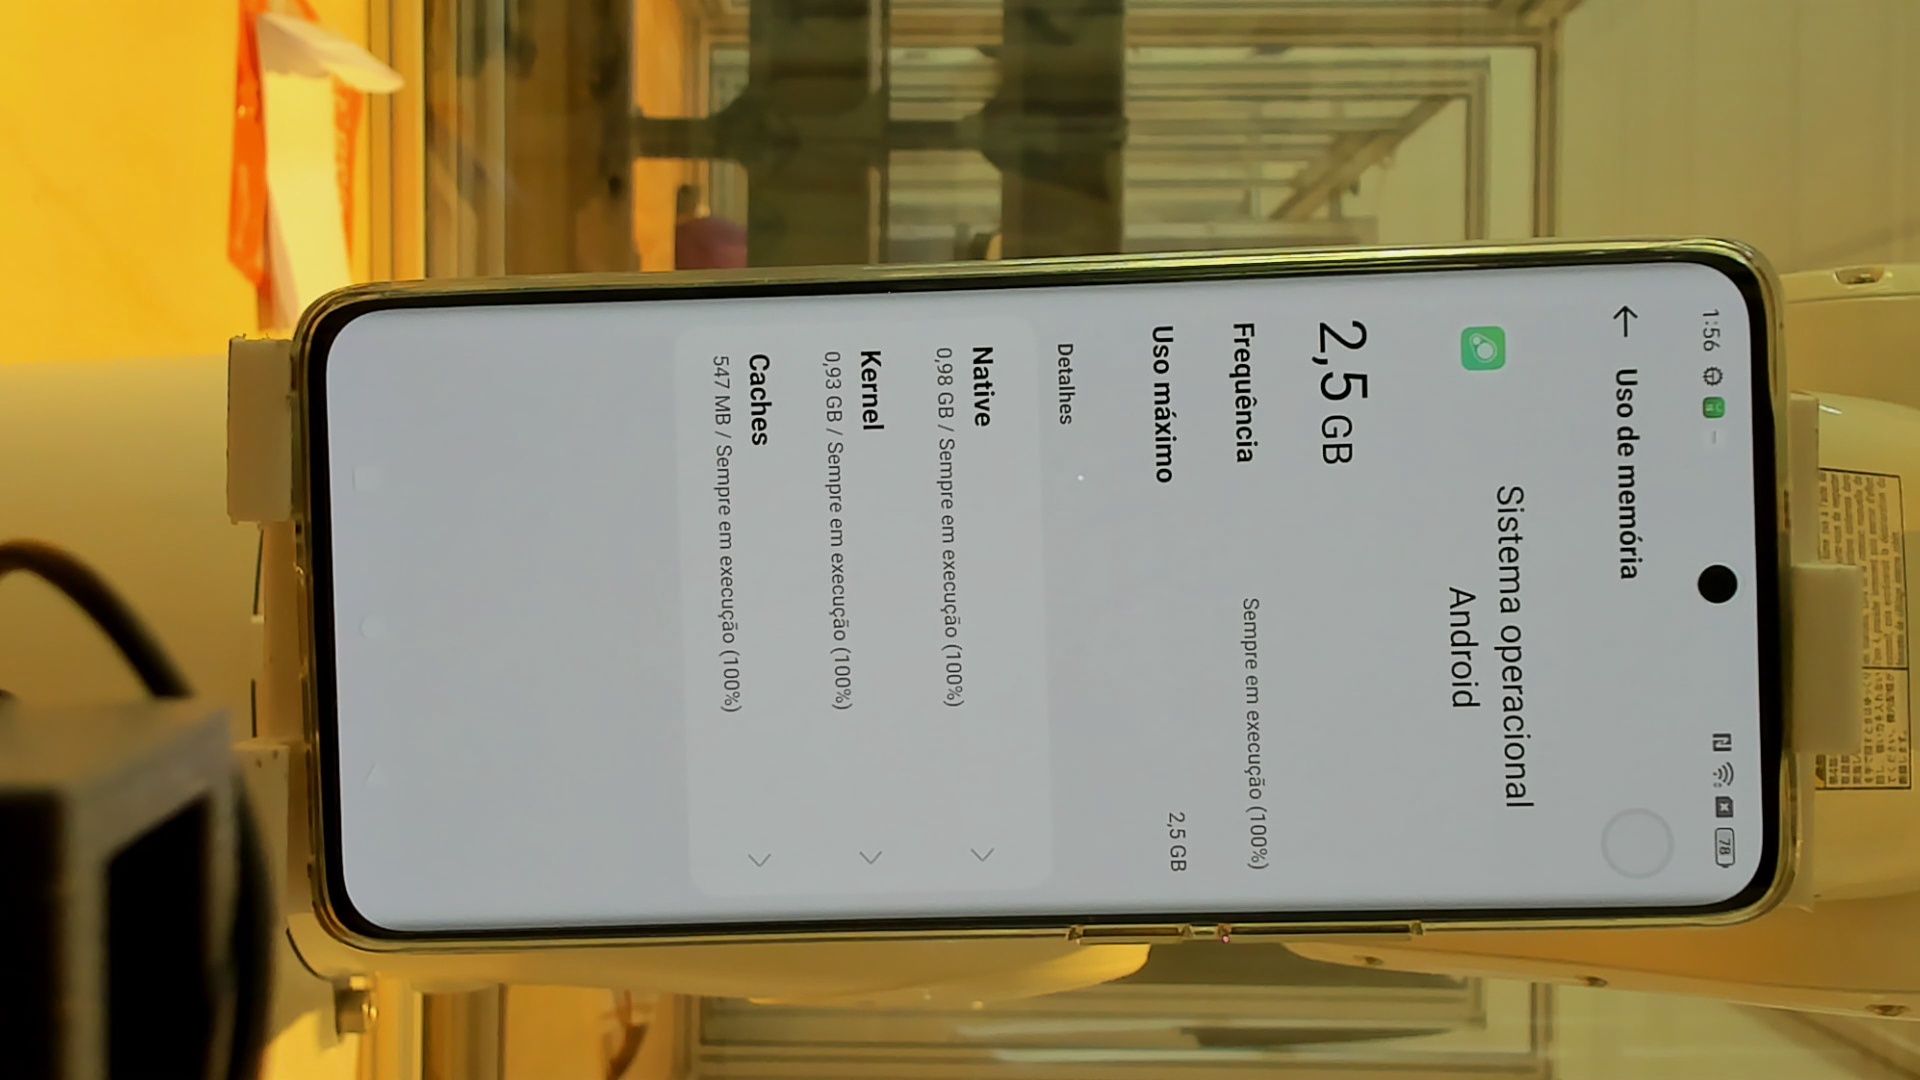 1:56
78
Uso de memória
Sistema operacional
Android
2,5 GB
Frequência
Sempre em execução (100%)
Uso máximo
2,5 GB
Detalhes
Native
0,98 GB / Sempre em execução (100%)
Kernel
0,93 GB / Sempre em execução (100%)
Caches
547 MB / Sempre em execução (100%)